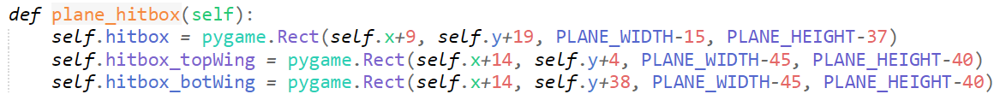 def plane_hitbox(self):
    self.hitbox = pygame.Rect(self.x+9, self.y+19, PLANE_WIDTH-15, PLANE_HEIGHT-37)
    self.hitbox_topWing = pygame.Rect(self.x+14, self.y+4, PLANE_WIDTH-45, PLANE_HEIGHT-40)
    self.hitbox_botWing = pygame.Rect(self.x+14, self.y+38, PLANE_WIDTH-45, PLANE_HEIGHT-40)